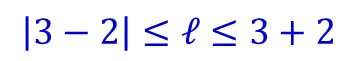 |3 − 2| ≤ ℓ ≤ 3 + 2